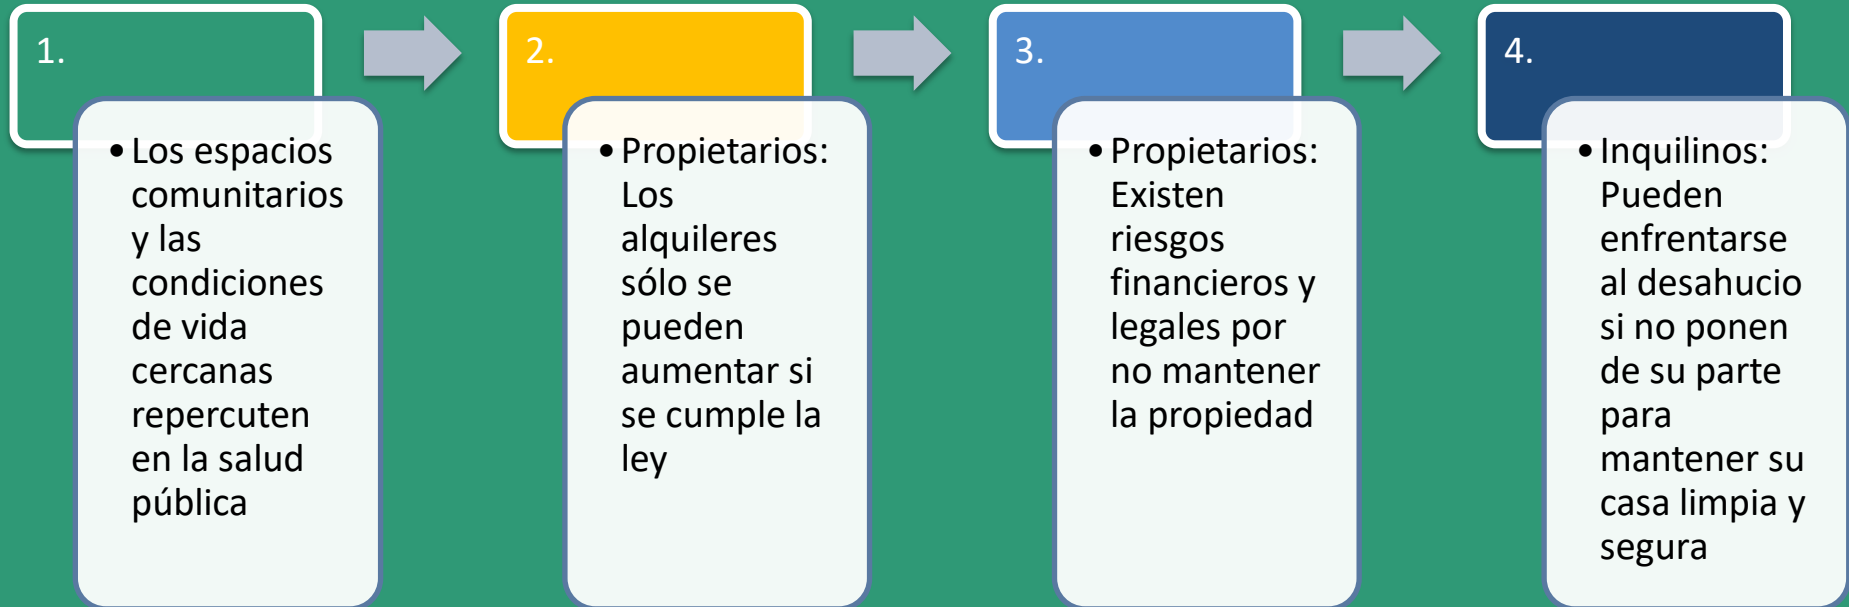 1.
• Los espacios
comunitarios
y las
condiciones
de vida
cercanas
repercuten
en la salud
pública
2.
• Propietarios:
Los
alquileres
sólo se
pueden
aumentar si
se cumple la
ley
3.
• Propietarios:
Existen
riesgos
financieros y
legales por
no mantener
la propiedad
4.
• Inquilinos:
Pueden
enfrentarse
al desahucio
si no ponen
de su parte
para
mantener su
casa limpia y
segura